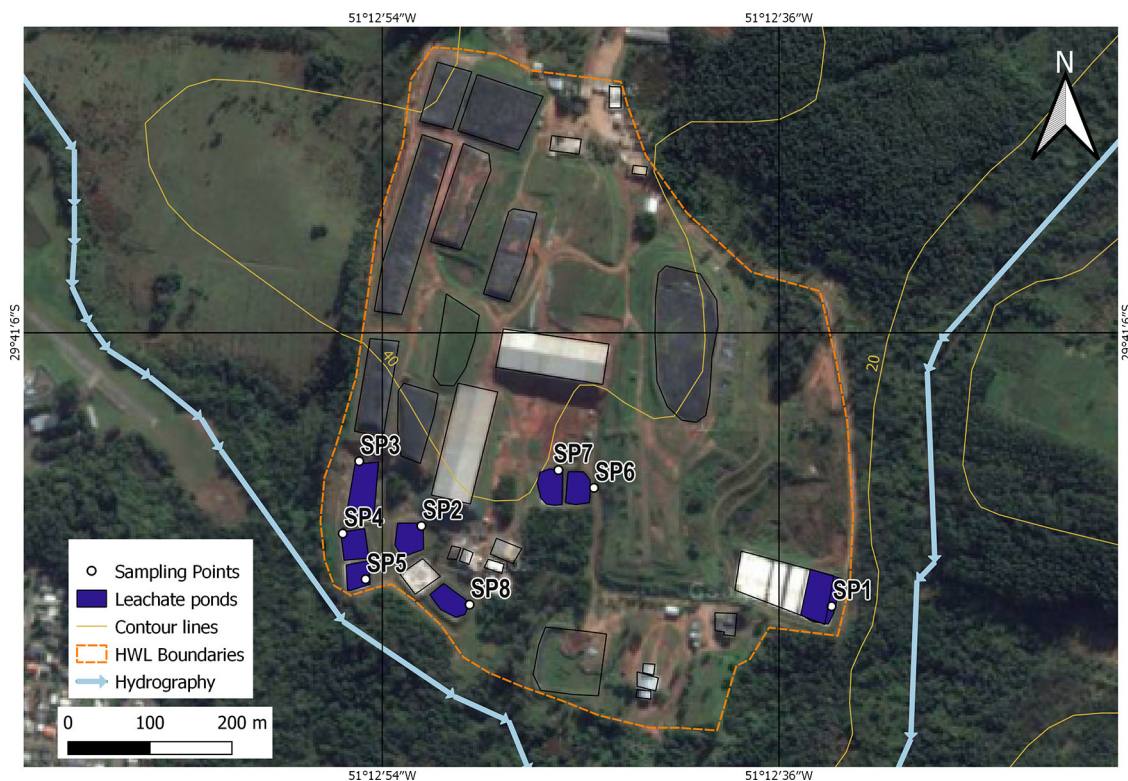 51°12′54″W 51°12′36″W
N
29°41′6″S 29°41′6″S
40
20
SP3
SP7
SP6
SP4
SP2
SP5
SP8
SP1
Sampling Points
Leachate ponds
Contour lines
HWL Boundaries
Hydrography
0 100 200 m
51°12′54″W 51°12′36″W